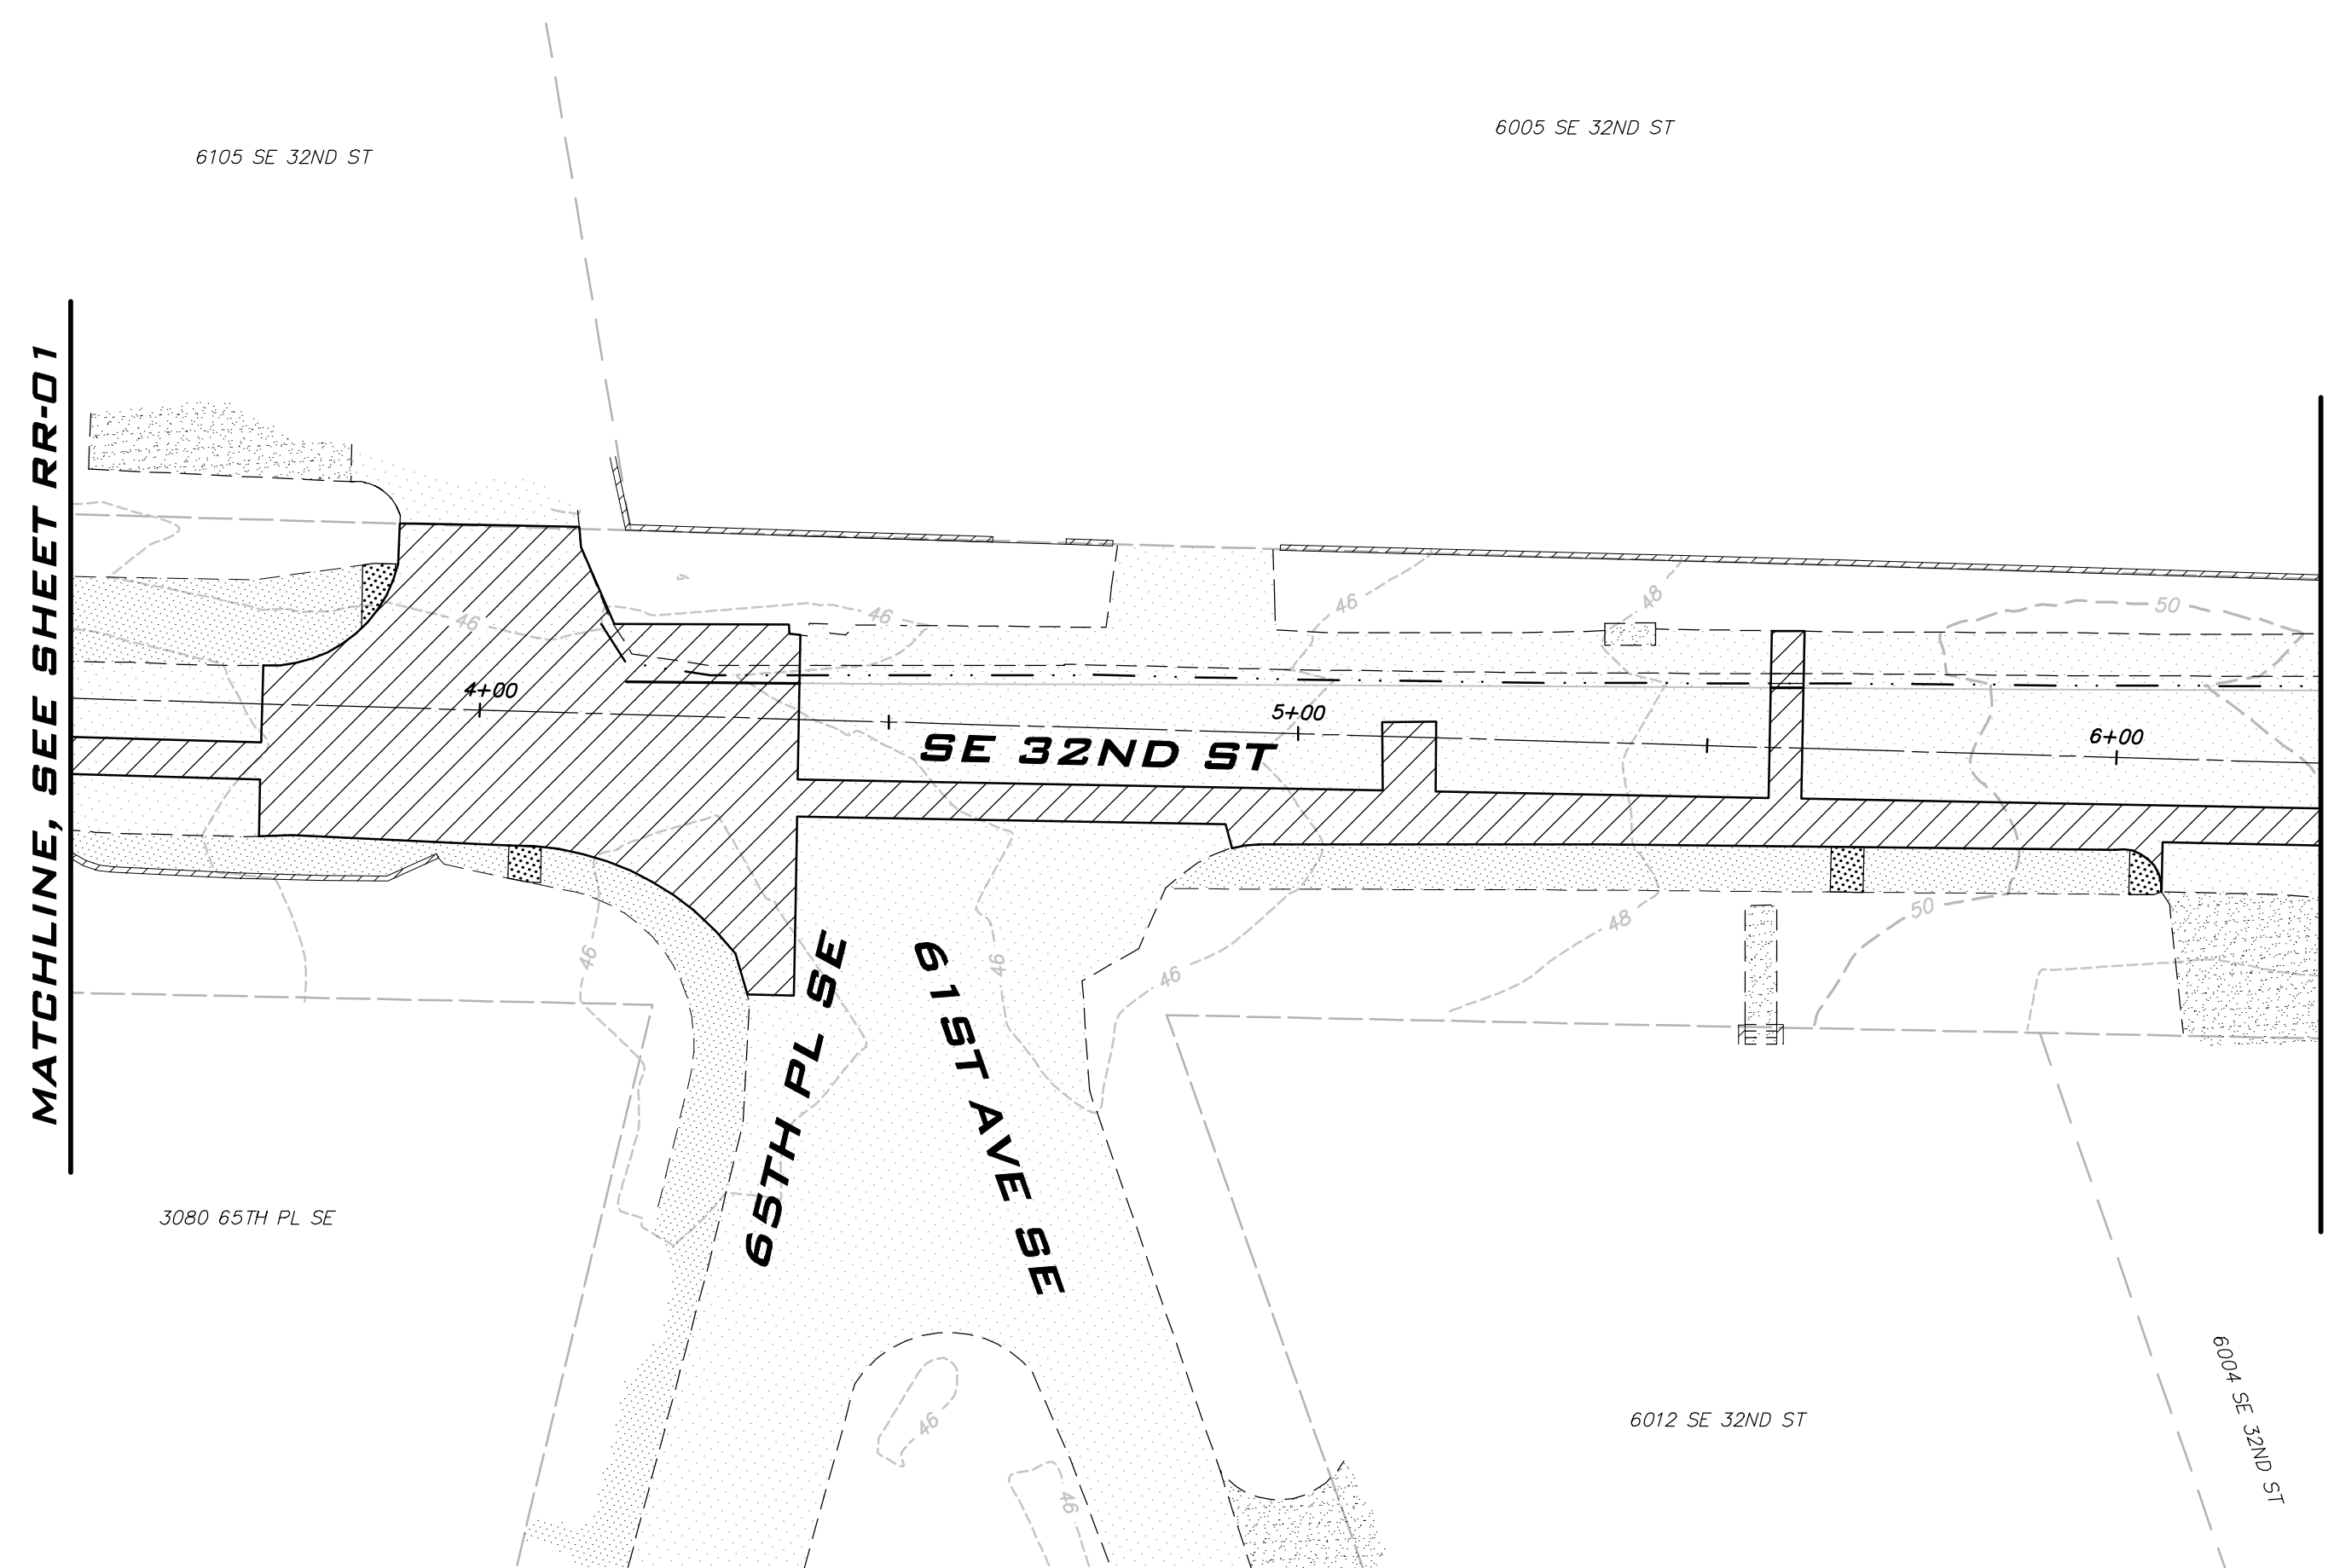 6005 SE 32ND ST
6105 SE 32ND ST
MATCHLINE, SEE SHEET RR-01
46
46
46
48
50
4+00
5+00
6+00
SE 32ND ST
46
46
46
48
50
65TH PL SE
61ST AVE SE
3080 65TH PL SE
6012 SE 32ND ST
6004 SE 32ND ST
46
46